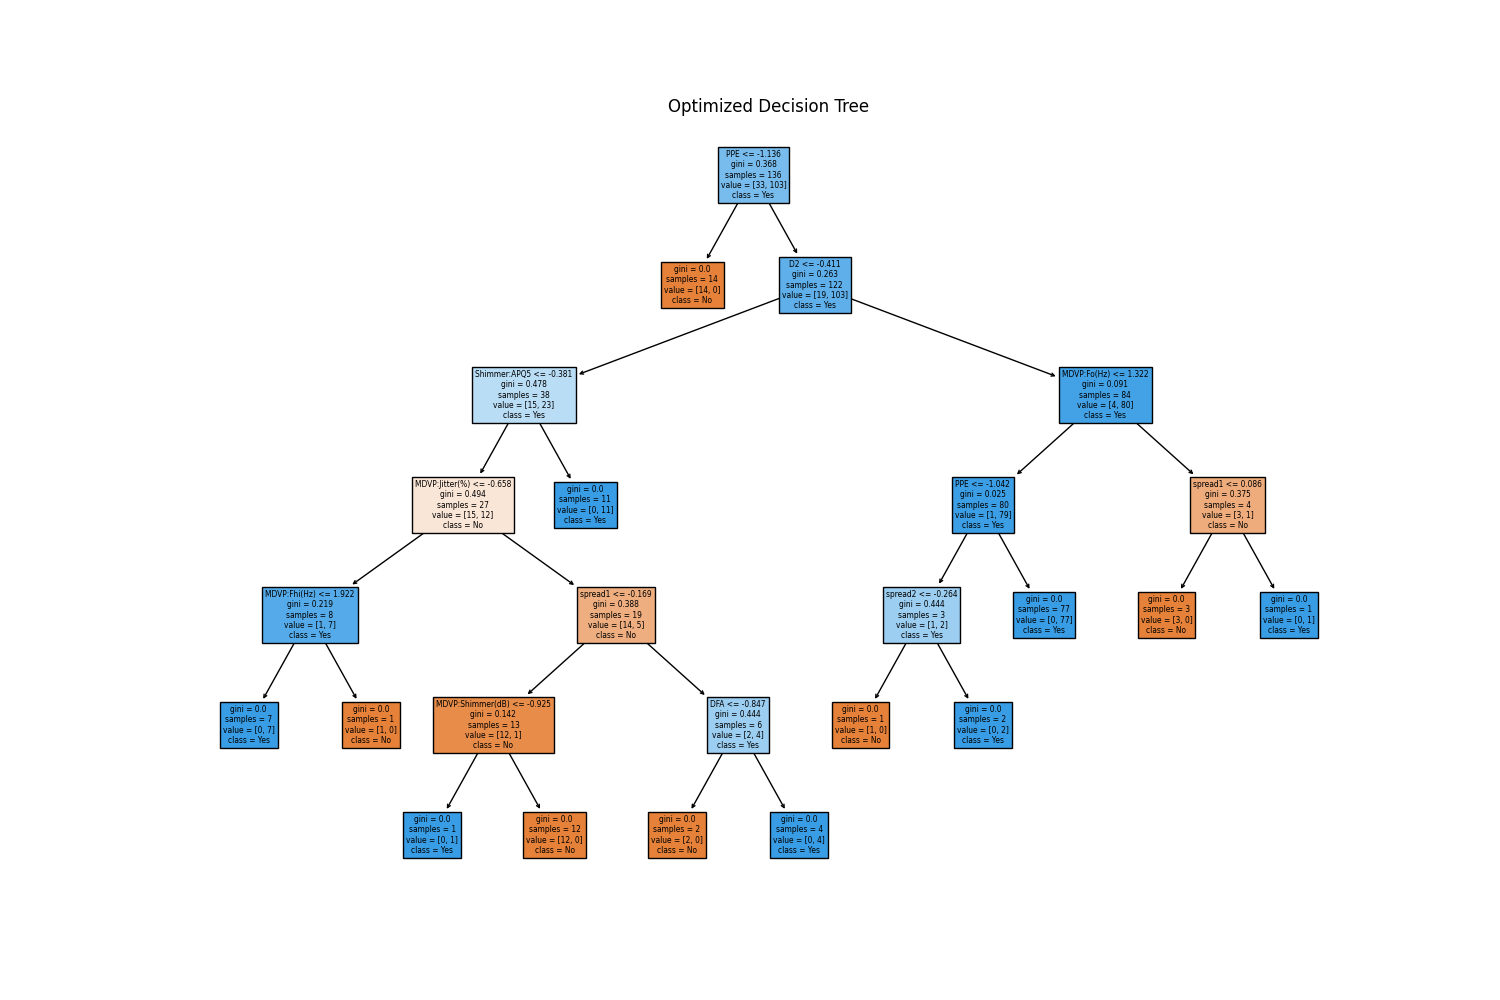 Optimized Decision Tree
PPE <= -1.136
gini = 0.368
samples = 136
value = [33, 103]
class = Yes
gini = 0.0
samples = 14
value = [14, 0]
class = No
D2 <= -0.411
gini = 0.263
samples = 122
value = [19, 103]
class = Yes
Shimmer:APQ5 <= -0.381
gini = 0.478
samples = 38
value = [15, 23]
class = Yes
MDVP:Fo(Hz) <= 1.322
gini = 0.091
samples = 84
value = [4, 80]
class = Yes
MDVP:Jitter(%) <= -0.658
gini = 0.494
samples = 27
value = [15, 12]
class = No
gini = 0.0
samples = 11
value = [0, 11]
class = Yes
PPE <= -1.042
gini = 0.025
samples = 80
value = [1, 79]
class = Yes
spread1 <= 0.086
gini = 0.375
samples = 4
value = [3, 1]
class = No
MDVP:Fhi(Hz) <= 1.922
gini = 0.219
samples = 8
value = [1, 7]
class = Yes
spread1 <= -0.169
gini = 0.388
samples = 19
value = [14, 5]
class = No
spread2 <= -0.264
gini = 0.444
samples = 3
value = [1, 2]
class = Yes
gini = 0.0
samples = 77
value = [0, 77]
class = Yes
gini = 0.0
samples = 3
value = [3, 0]
class = No
gini = 0.0
samples = 1
value = [0, 1]
class = Yes
gini = 0.0
samples = 7
value = [0, 7]
class = Yes
gini = 0.0
samples = 1
value = [1, 0]
class = No
MDVP:Shimmer(dB) <= -0.925
gini = 0.142
samples = 13
value = [12, 1]
class = No
DFA <= -0.847
gini = 0.444
samples = 6
value = [2, 4]
class = Yes
gini = 0.0
samples = 1
value = [1, 0]
class = No
gini = 0.0
samples = 2
value = [0, 2]
class = Yes
gini = 0.0
samples = 1
value = [0, 1]
class = Yes
gini = 0.0
samples = 12
value = [12, 0]
class = No
gini = 0.0
samples = 2
value = [2, 0]
class = No
gini = 0.0
samples = 4
value = [0, 4]
class = Yes